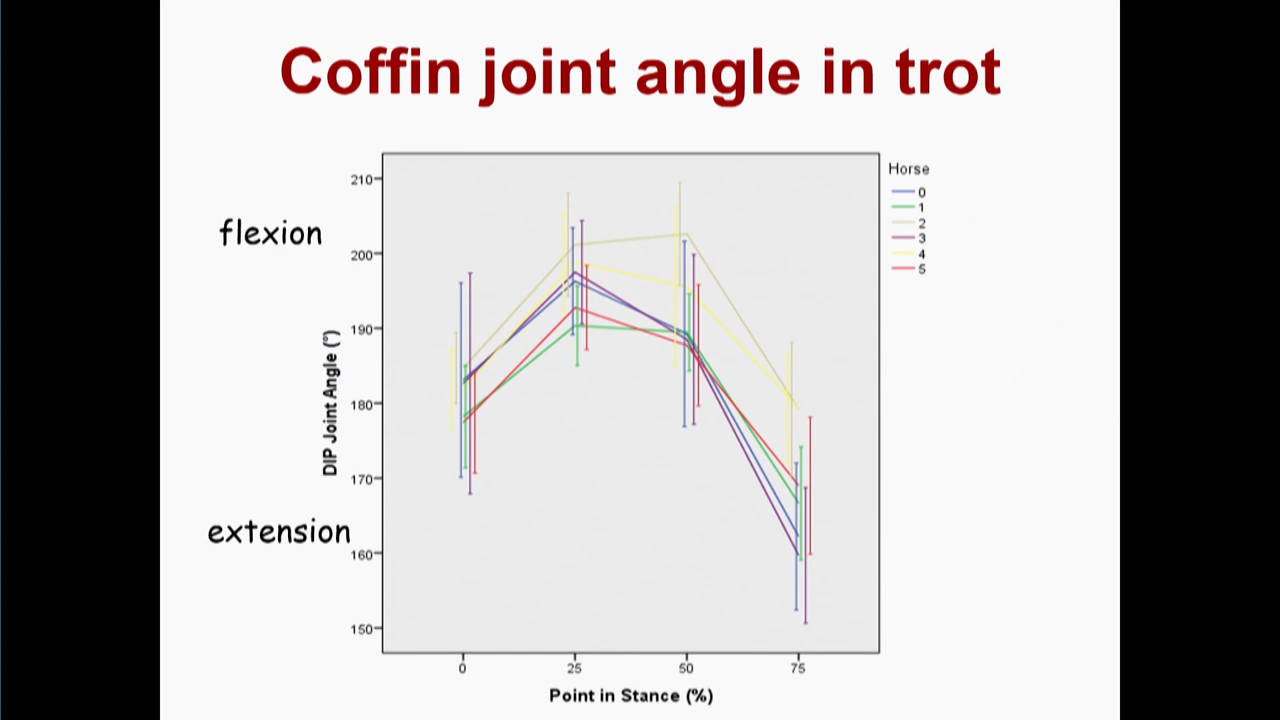 Coffin joint angle in trot
flexion
extension
DIP Joint Angle (°)
210
200
190
180
170
160
150
0
25
50
75
Point in Stance (%)
Horse
0
1
2
3
4
5